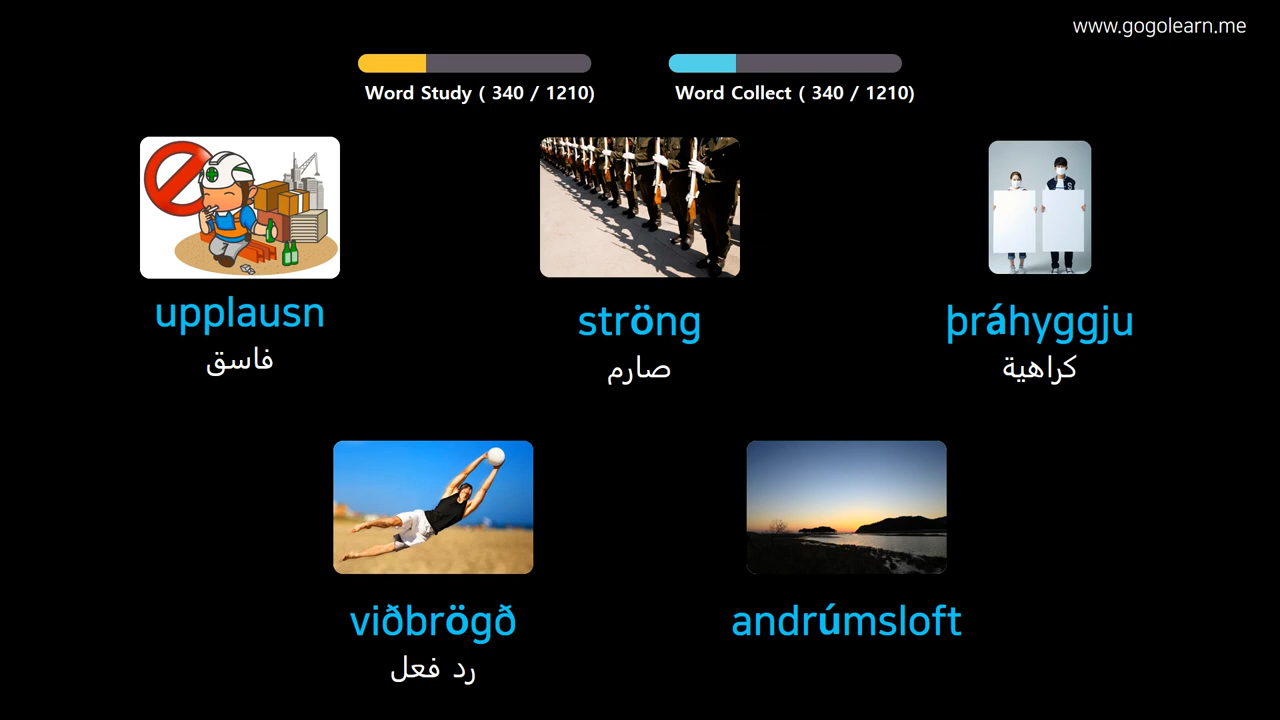 www.gogolearn.me
Word Study ( 340 / 1210)
Word Collect ( 340 / 1210)
upplausn
فاسق
ströng
صارم
þráhyggju
كراهية
viðbrögð
رد فعل
andrúmsloft